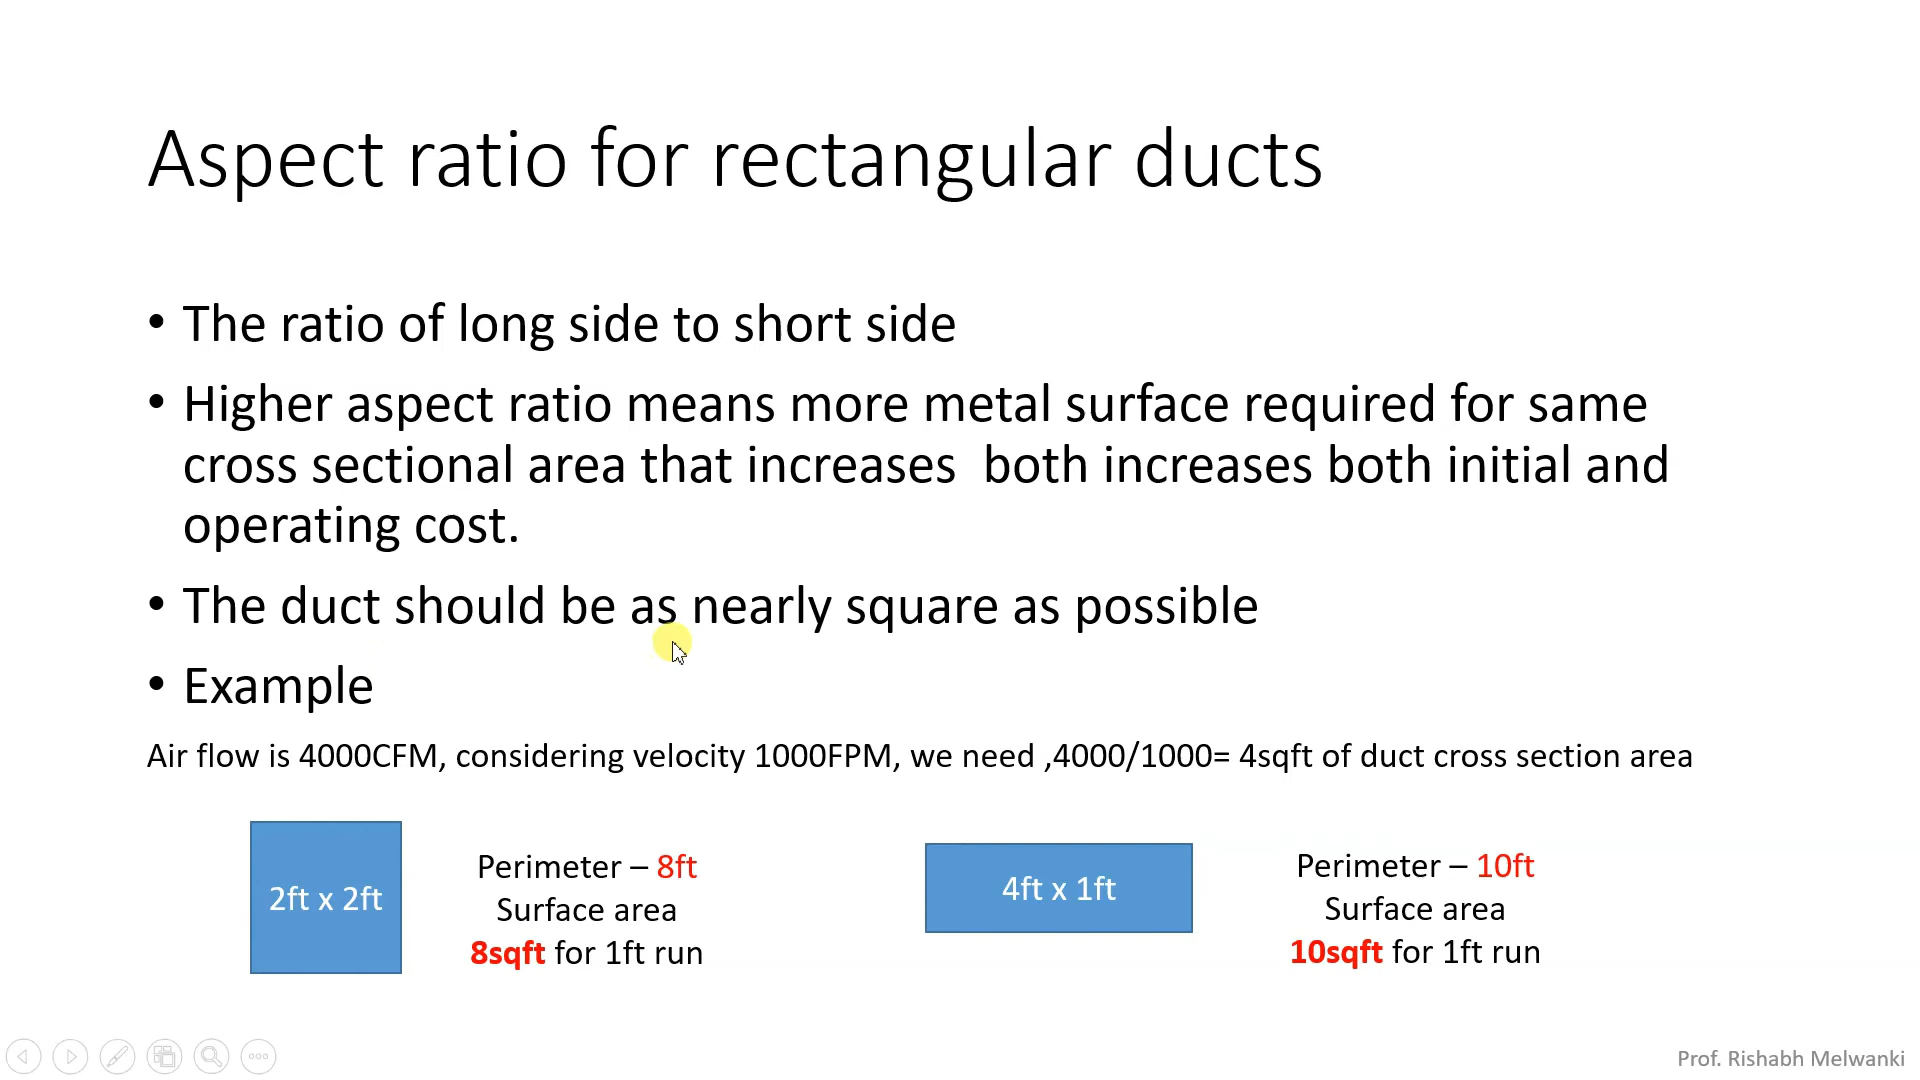 Aspect ratio for rectangular ducts
• The ratio of long side to short side
• Higher aspect ratio means more metal surface required for same
cross sectional area that increases  both increases both initial and
operating cost.
• The duct should be as nearly square as possible
• Example
Air flow is 4000CFM, considering velocity 1000FPM, we need ,4000/1000= 4sqft of duct cross section area
2ft x 2ft
Perimeter – 8ft
Surface area
8sqft for 1ft run
4ft x 1ft
Perimeter – 10ft
Surface area
10sqft for 1ft run
Prof. Rishabh Melwanki